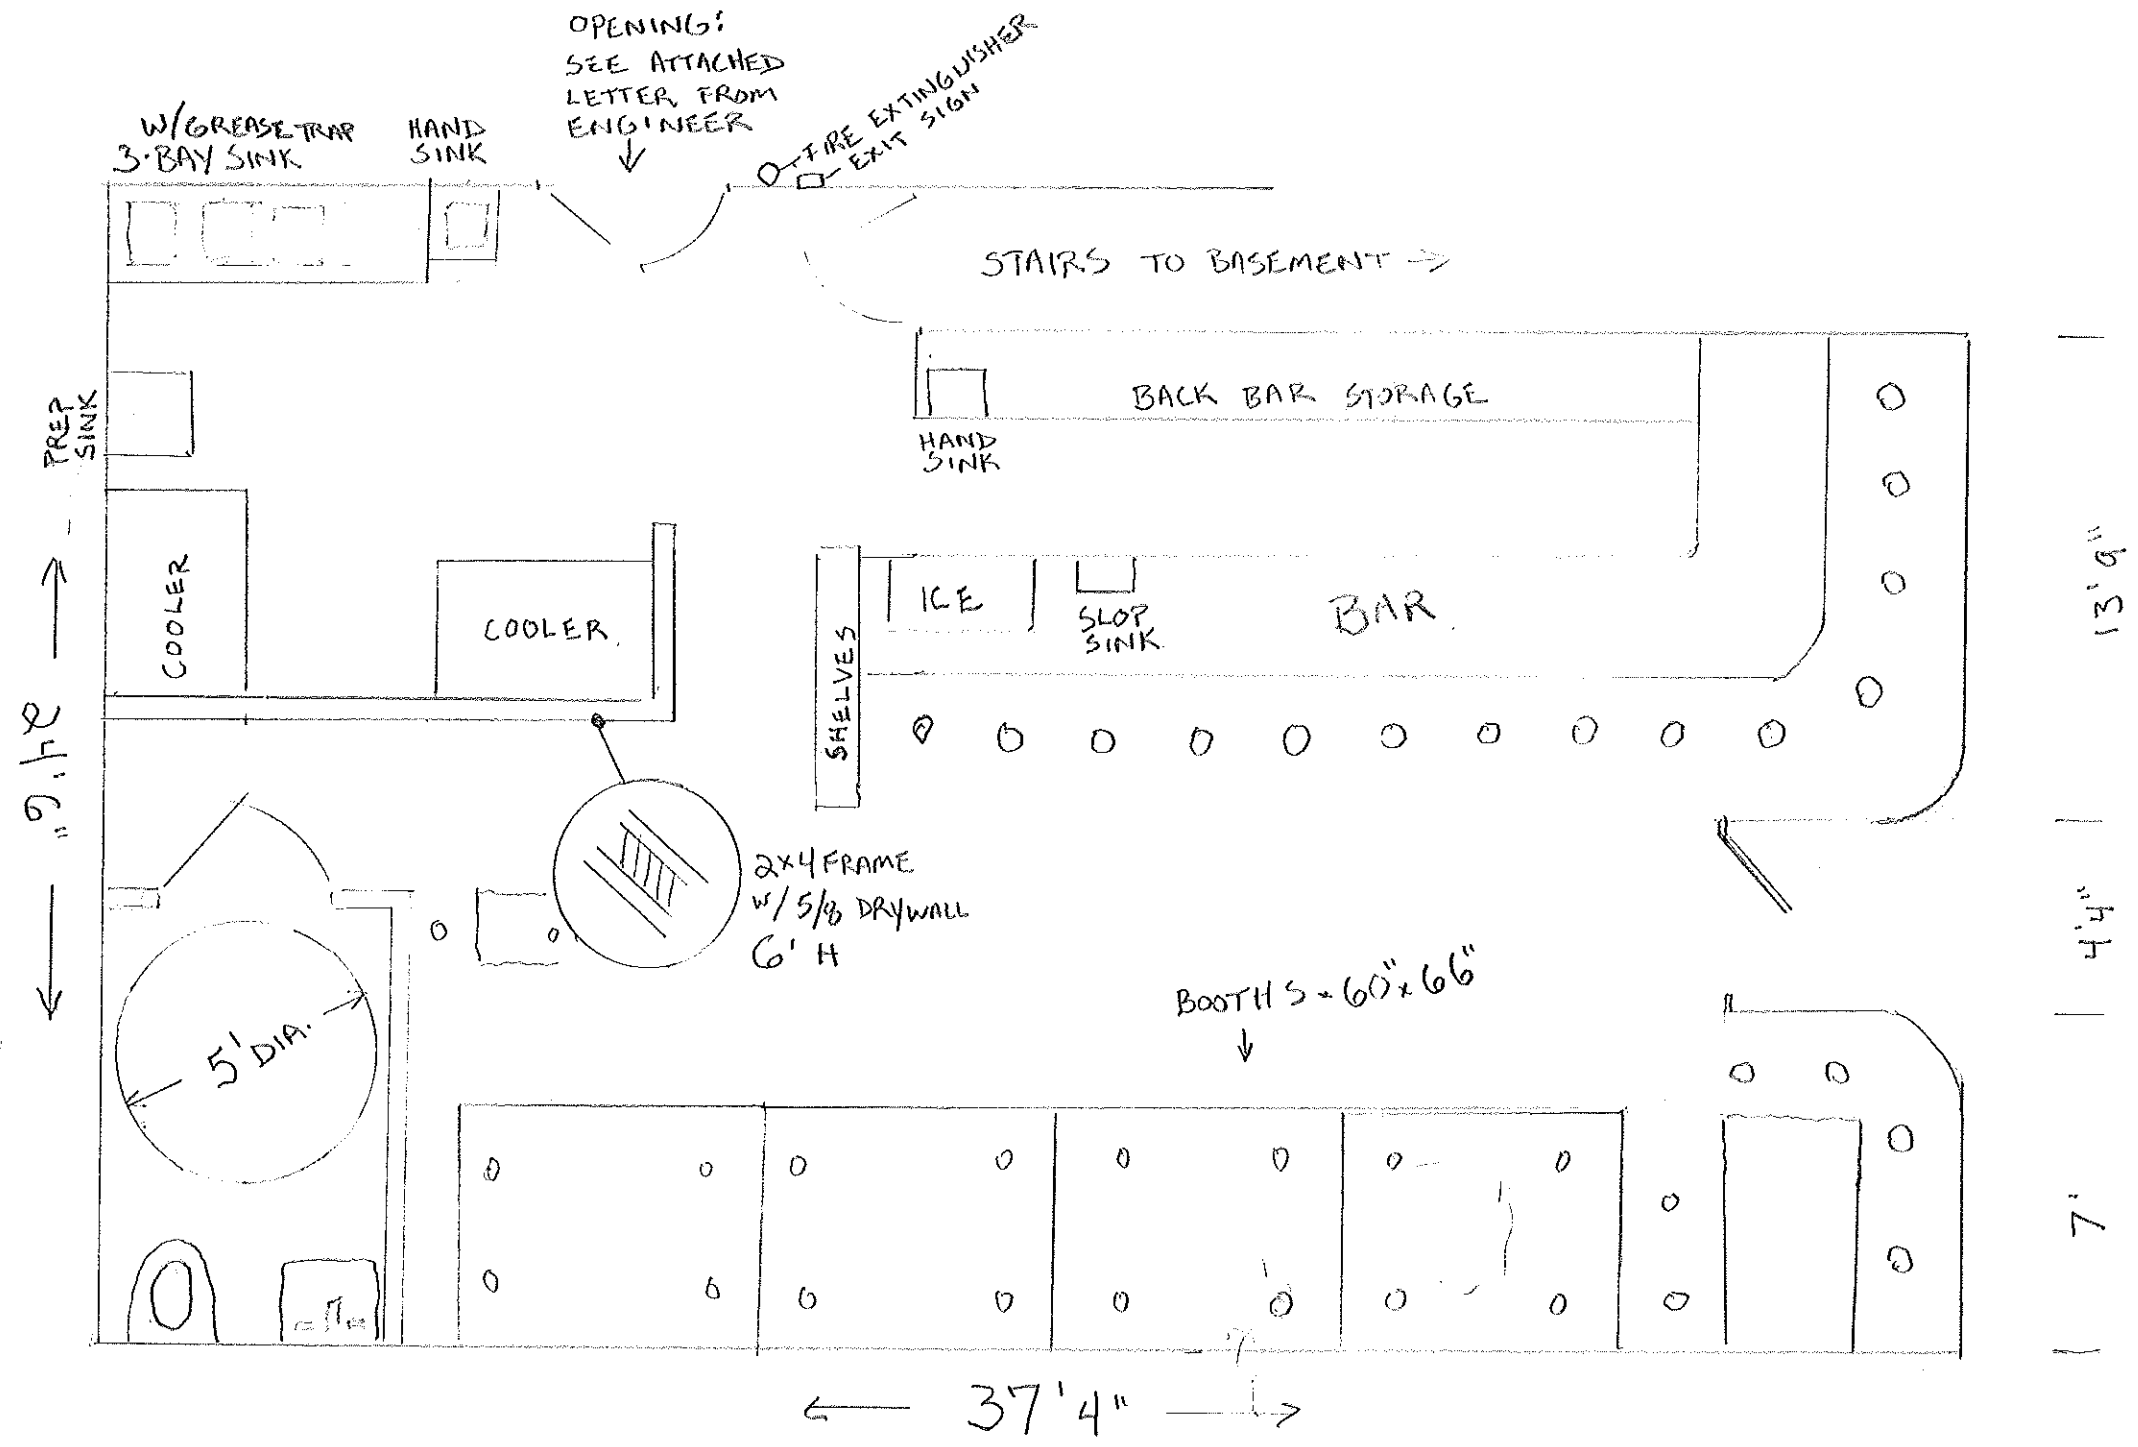 OPENING:
SEE ATTACHED
LETTER FROM
ENGINEER
FIRE EXTINGUISHER
EXIT SIGN
W/GREASE TRAP
3-BAY SINK
HAND
SINK
STAIRS TO BASEMENT
BACK BAR STORAGE
HAND
SINK
PREP
SINK
COOLER
COOLER.
SHELVES
ICE
SLOP
SINK
BAR
13' 9"
24'6"
2x4 FRAME
W/ 5/8 DRYWALL
6' H
4'4"
BOOTHS - 60" x 66"
5' DIA.
7'
37'4"